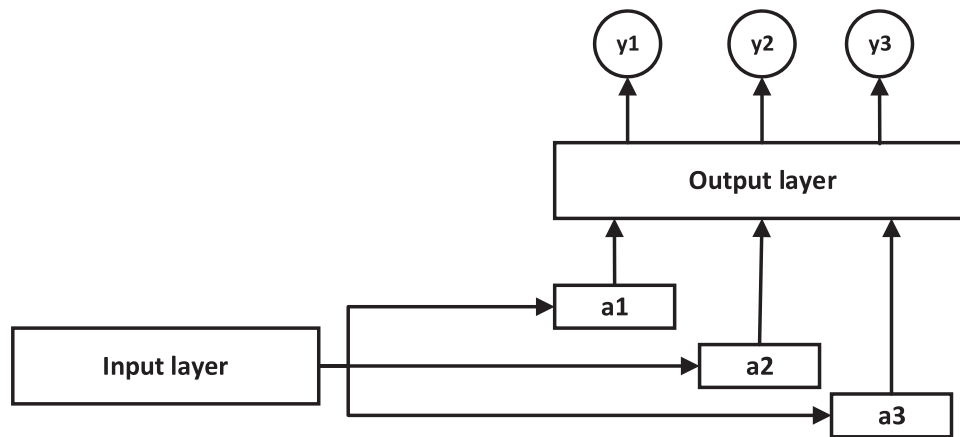 y1 y2 y3
Output layer
a1
Input layer
a2
a3